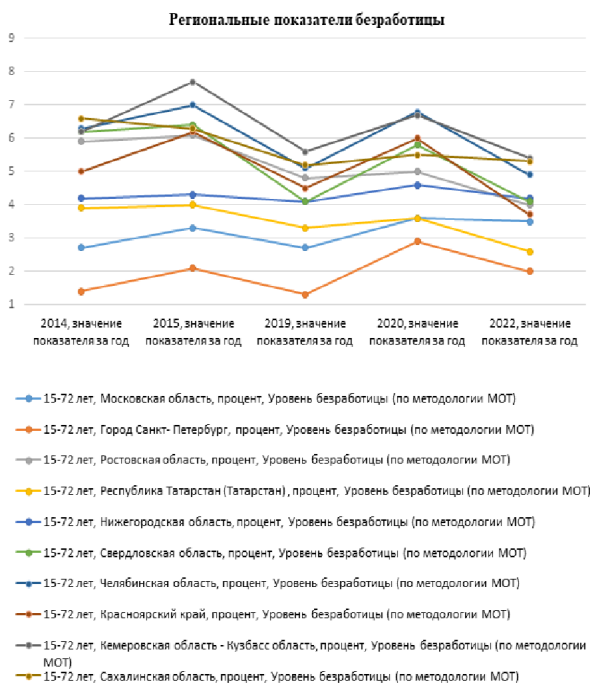 Региональные показатели безработицы
9
8
7
6
5
4
3
2
1
2014, значение
показателя за год
2015, значение
показателя за год
2019, значение
показателя за год
2020, значение
показателя за год
2022, значение
показателя за год
15-72 лет, Московская область, процент, Уровень безработицы (по методологии МОТ)
15-72 лет, Город Санкт- Петербург, процент, Уровень безработицы (по методологии МОТ)
15-72 лет, Ростовская область, процент, Уровень безработицы (по методологии МОТ)
15-72 лет, Республика Татарстан (Татарстан), процент, Уровень безработицы (по методологии МОТ)
15-72 лет, Нижегородская область, процент, Уровень безработицы (по методологии МОТ)
15-72 лет, Свердловская область, процент, Уровень безработицы (по методологии МОТ)
15-72 лет, Челябинская область, процент, Уровень безработицы (по методологии МОТ)
15-72 лет, Красноярский край, процент, Уровень безработицы (по методологии МОТ)
15-72 лет, Кемеровская область - Кузбасс область, процент, Уровень безработицы (по методологии
МОТ)
15-72 лет, Сахалинская область, процент, Уровень безработицы (по методологии МОТ)